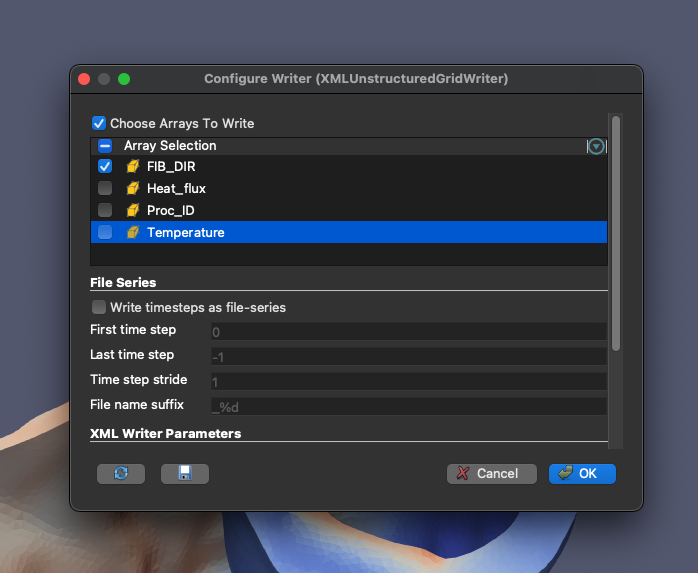 Configure Writer (XMLUnstructuredGridWriter)
Choose Arrays To Write
Array Selection
FIB_DIR
Heat_flux
Proc_ID
Temperature
File Series
Write timesteps as file-series
First time step 0
Last time step -1
Time step stride 1
File name suffix _%d
XML Writer Parameters
Cancel OK